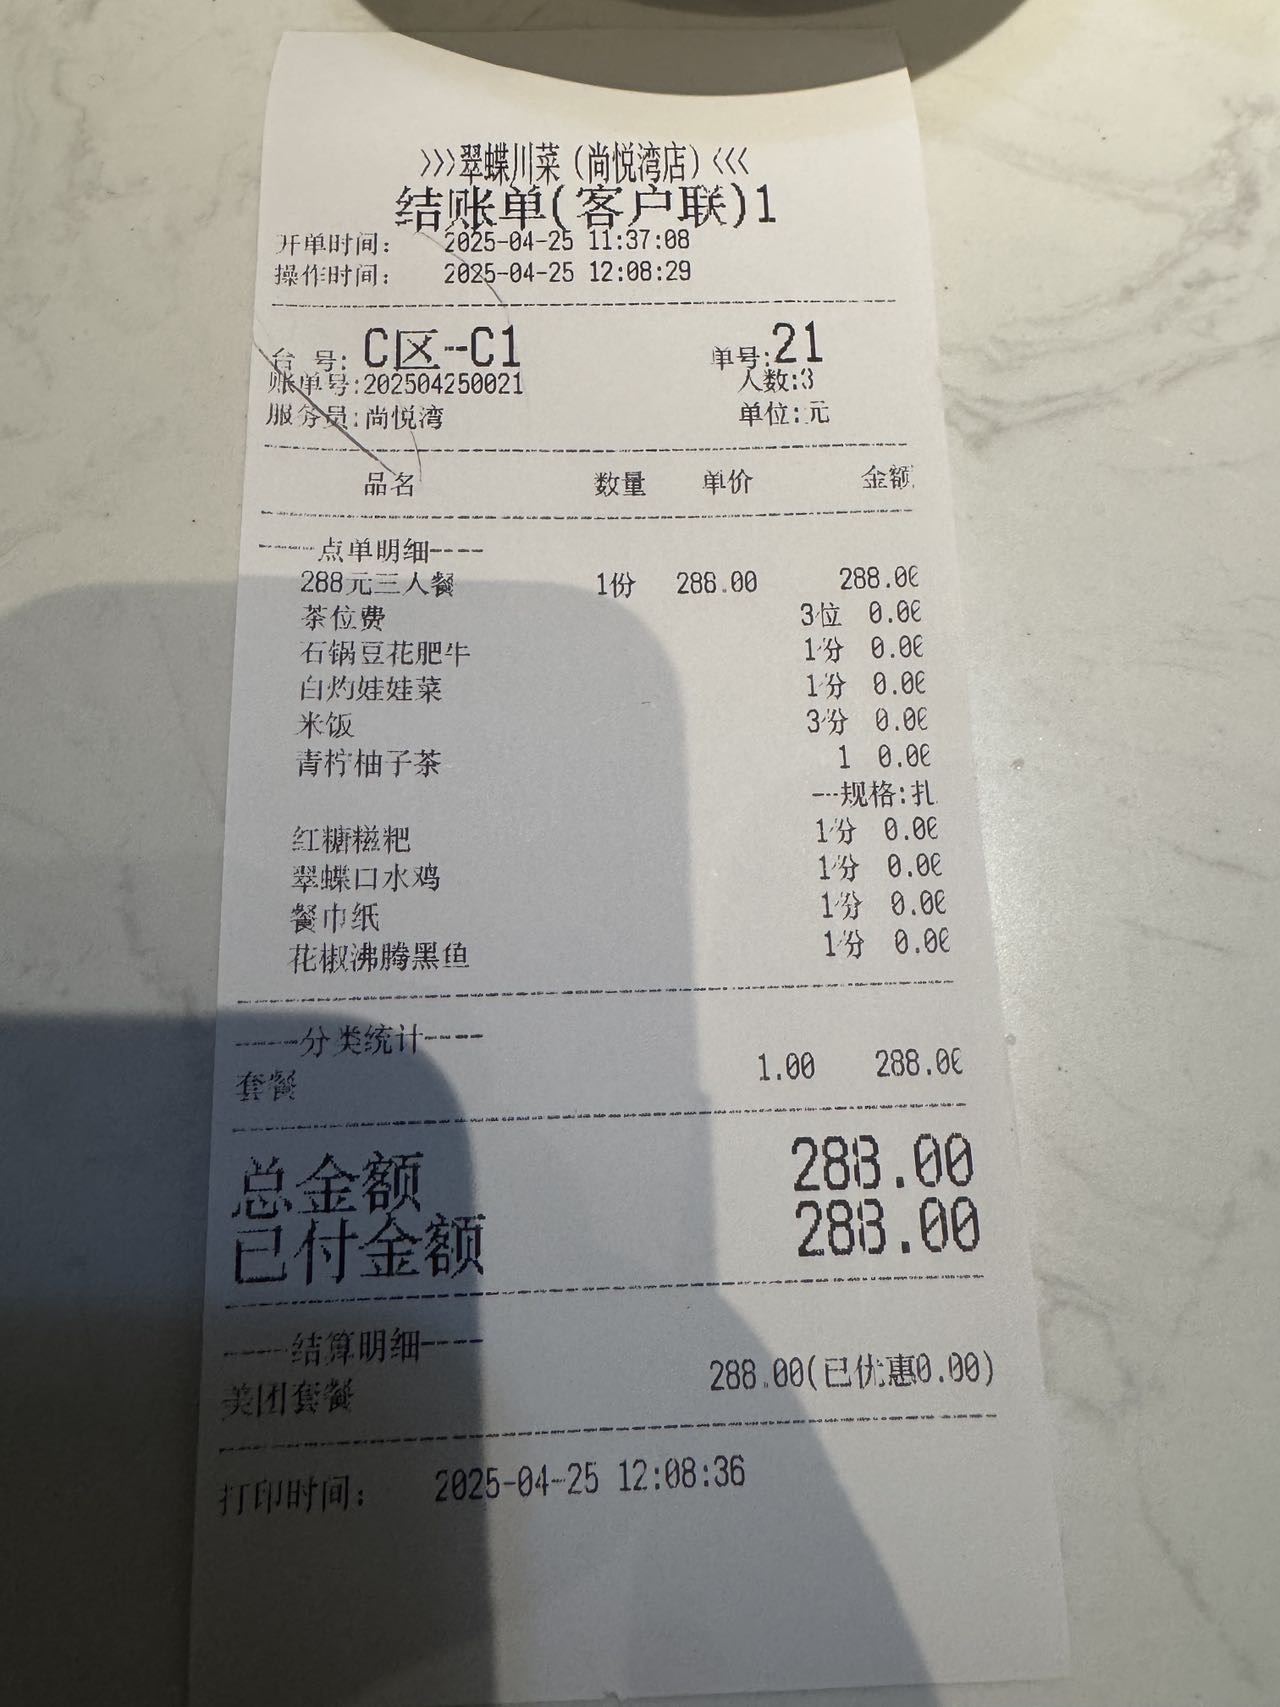 >>>翠蝶川菜(尚悦湾店)<<<
结账单(客户联)1
开单时间: 2025-04-25 11:37:08
操作时间: 2025-04-25 12:08:29
台 号: C区--C1 单号:21
账单号:202504250021 人数:3
服务员:尚悦湾 单位:元
品名 数量 单价 金额
----点单明细----
288元三人餐 1份 288.00 288.00
茶位费 3位 0.00
石锅豆花肥牛 1份 0.00
白灼娃娃菜 1份 0.00
米饭 3份 0.00
青柠柚子茶 1 0.00
---规格:扎
红糖糍粑 1份 0.00
翠蝶口水鸡 1份 0.00
餐巾纸 1份 0.00
花椒沸腾黑鱼 1份 0.00
----分类统计----
套餐 1.00 288.00
总金额 288.00
已付金额 288.00
----结算明细----
美团套餐 288.00(已优惠0.00)
打印时间: 2025-04-25 12:08:36